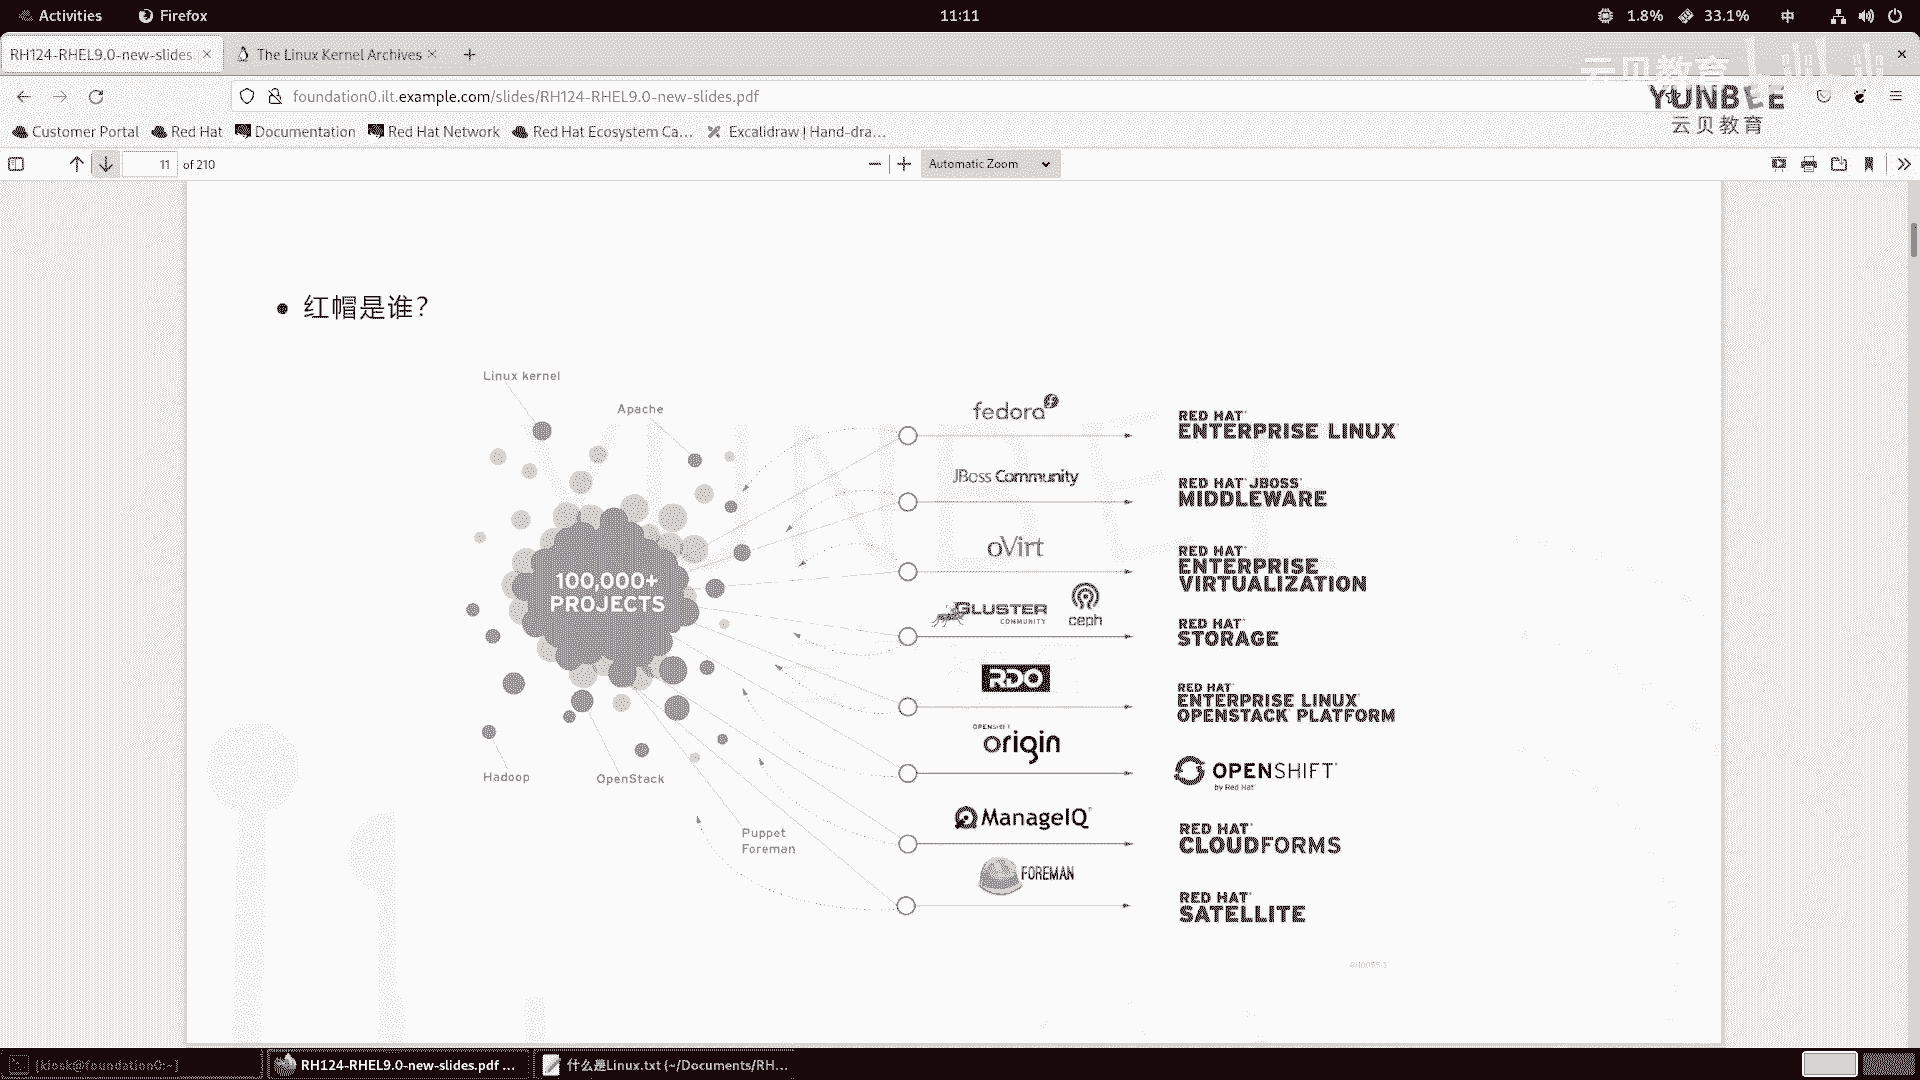 Activities
Firefox
11:11
1.8%
33.1%
中
RH124-RHEL9.0-new-slides.
The Linux Kernel Archives
云贝教育
YUNBEE
云贝教育
foundation0.ilt.example.com/slides/RH124-RHEL9.0-new-slides.pdf
Customer Portal
Red Hat
Documentation
Red Hat Network
Red Hat Ecosystem Ca...
Excalidraw | Hand-dra...
11 of 210
Automatic Zoom
红帽是谁？
Linux kernel
Apache
100,000+
PROJECTS
Hadoop
OpenStack
Puppet
Foreman
fedora
RED HAT
ENTERPRISE LINUX
JBoss Community
RED HAT JBOSS
MIDDLEWARE
oVirt
RED HAT
ENTERPRISE
VIRTUALIZATION
GLUSTER
COMMUNITY
ceph
RED HAT
STORAGE
RDO
RED HAT
ENTERPRISE LINUX
OPENSTACK PLATFORM
OPENSHIFT
origin
OPENSHIFT
by Red Hat
ManageIQ
RED HAT
CLOUDFORMS
FOREMAN
RED HAT
SATELLITE
[kiosk@foundation0:~]
RH124-RHEL9.0-new-slides.pdf ...
什么是Linux.txt (~/Documents/RH...